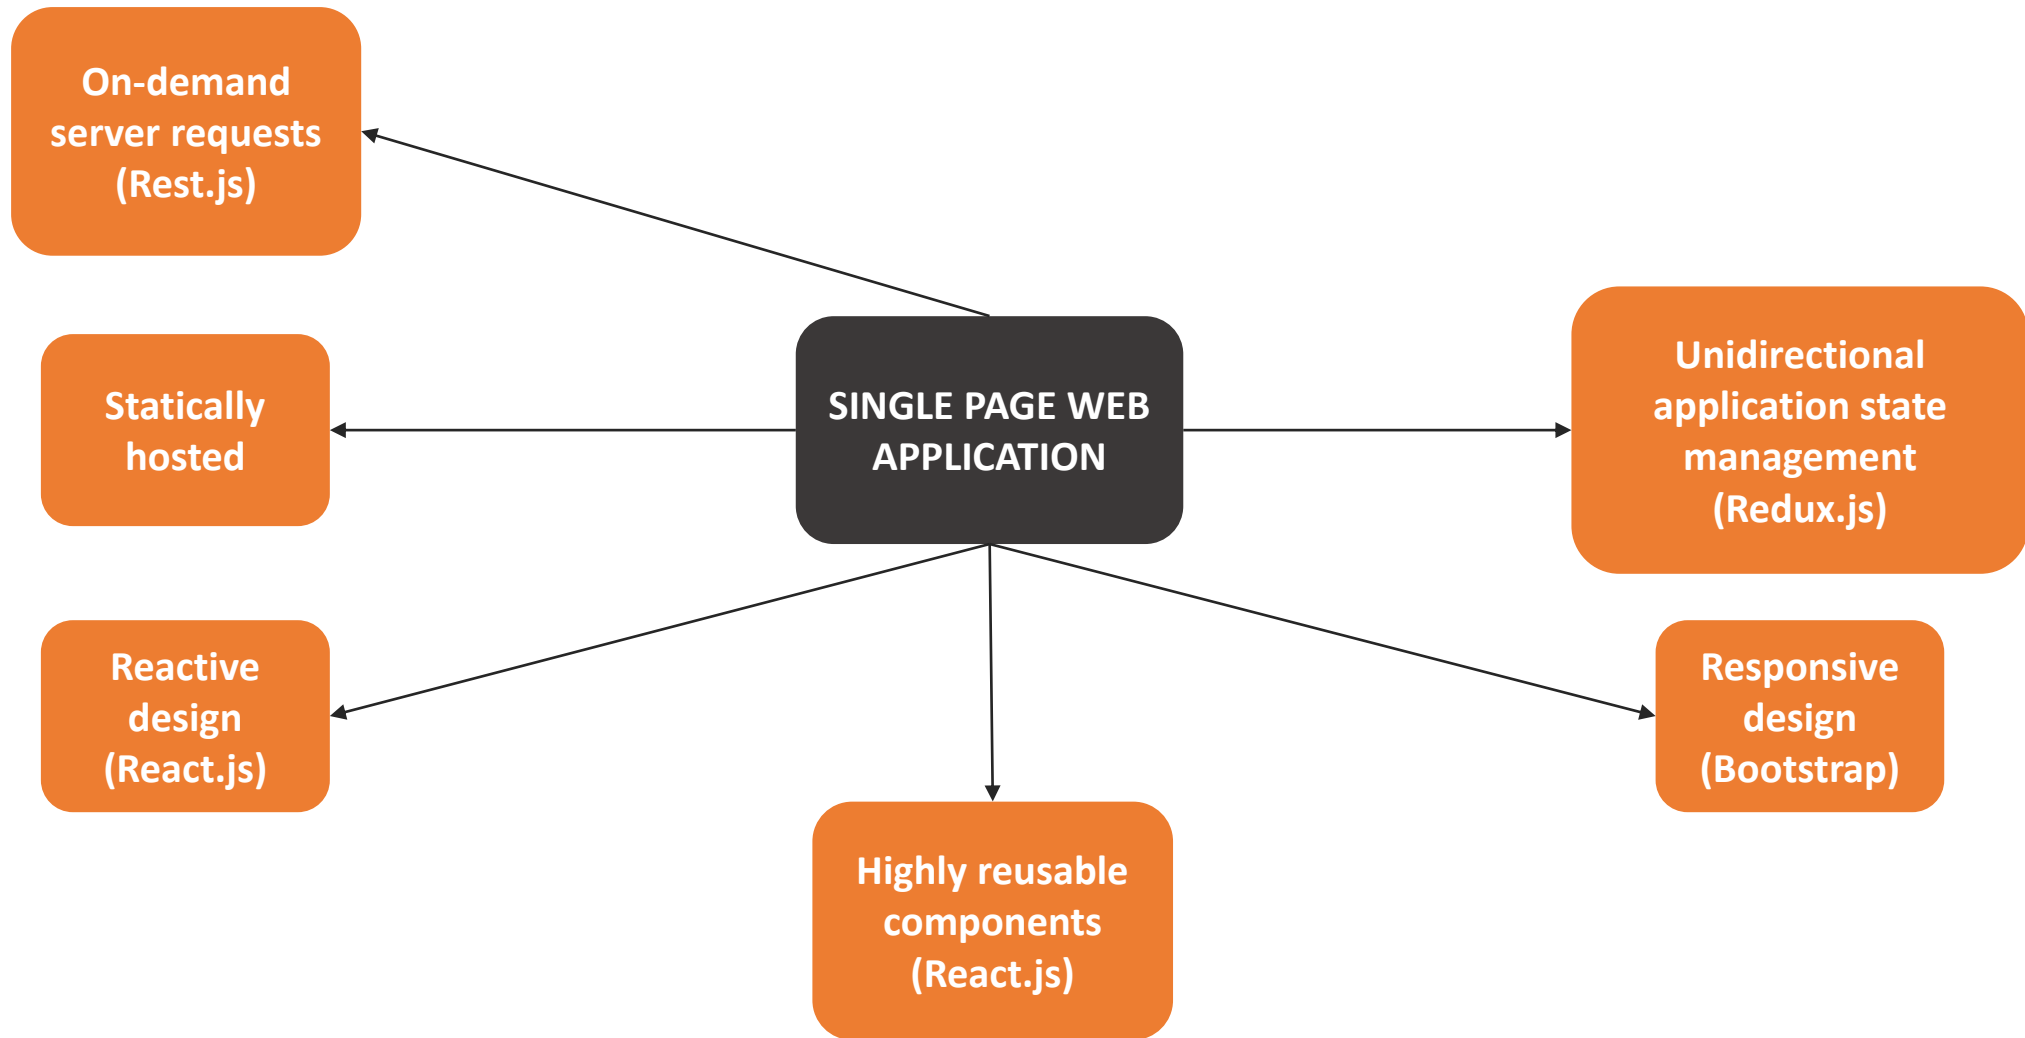 On-demand
server requests
(Rest.js)
Statically
hosted
SINGLE PAGE WEB
APPLICATION
Unidirectional
application state
management
(Redux.js)
Reactive
design
(React.js)
Highly reusable
components
(React.js)
Responsive
design
(Bootstrap)